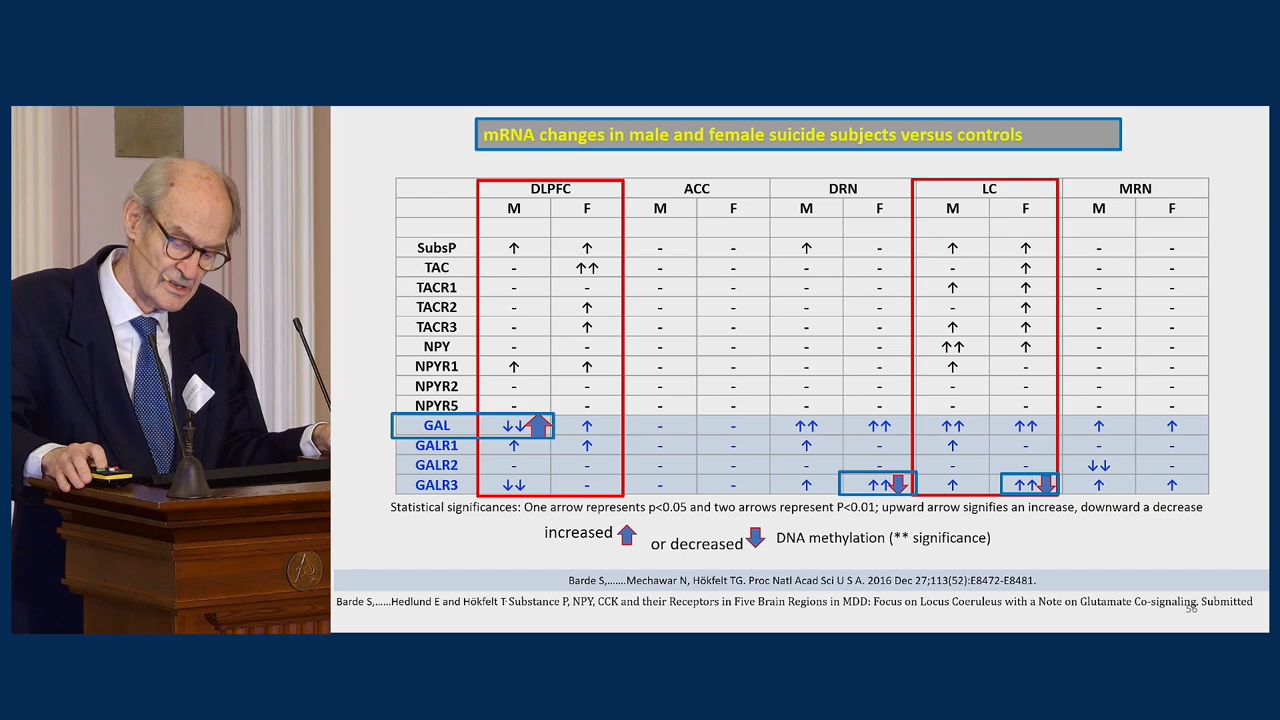 mRNA changes in male and female suicide subjects versus controls
DLPFC ACC DRN LC MRN
M F M F M F M F M F
SubsP ↑ ↑ - - ↑ - ↑ ↑ - -
TAC - ↑↑ - - - - - ↑ - -
TACR1 - - - - - - ↑ ↑ - -
TACR2 - ↑ - - - - - ↑ - -
TACR3 - ↑ - - - - ↑ ↑ - -
NPY - - - - - - ↑↑ ↑ - -
NPYR1 ↑ ↑ - - - - ↑ - - -
NPYR2 - - - - - - - - - -
NPYR5 - - - - - - - - - -
GAL ↓↓ ↑ - - ↑↑ ↑↑ ↑↑ ↑↑ ↑ ↑
GALR1 ↑ ↑ - - ↑ - ↑ - - -
GALR2 - - - - - - - - ↓↓ -
GALR3 ↓↓ - - - ↑ ↑↑ ↑ ↑↑ ↑ ↑
Statistical significances: One arrow represents p<0.05 and two arrows represent P<0.01; upward arrow signifies an increase, downward a decrease
increased or decreased DNA methylation (** significance)
Barde S,.......Mechawar N, Hökfelt TG. Proc Natl Acad Sci U S A. 2016 Dec 27;113(52):E8472-E8481.
Barde S,......Hedlund E and Hökfelt T Substance P, NPY, CCK and their Receptors in Five Brain Regions in MDD: Focus on Locus Coeruleus with a Note on Glutamate Co-signaling. Submitted